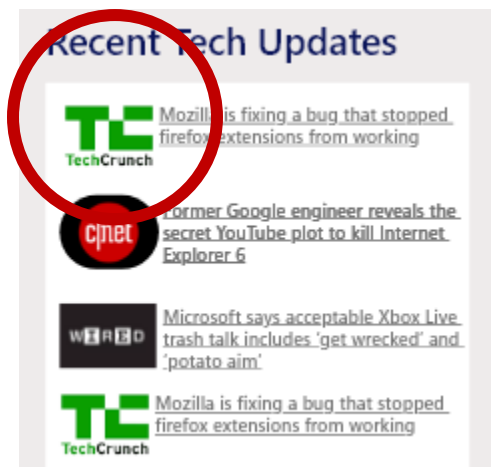 Recent Tech Updates
TechCrunch
Mozilla is fixing a bug that stopped
firefox extensions from working
c|net
Former Google engineer reveals the
secret YouTube plot to kill Internet
Explorer 6
WIRED
Microsoft says acceptable Xbox Live
trash talk includes ‘get wrecked’ and
‘potato aim’
TC
TechCrunch
Mozilla is fixing a bug that stopped
firefox extensions from working